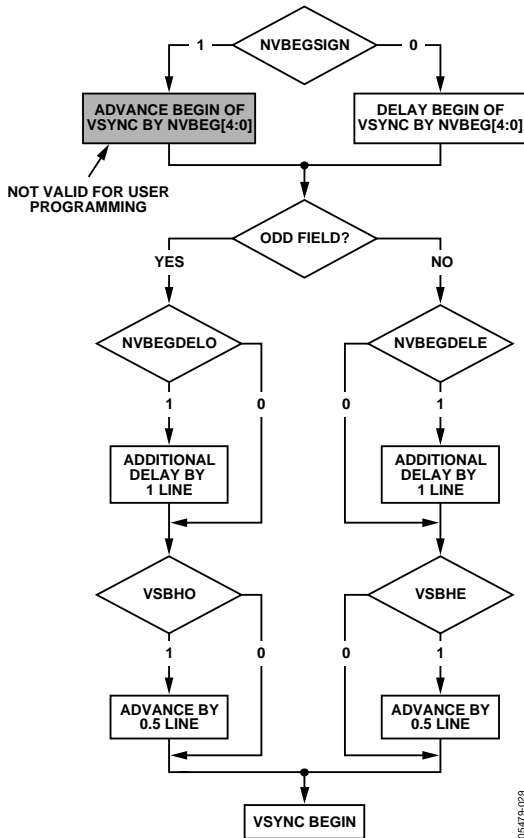 NVBEGSIGN
1
0
ADVANCE BEGIN OF
VSYNC BY NVBEG[4:0]
DELAY BEGIN OF
VSYNC BY NVBEG[4:0]
NOT VALID FOR USER
PROGRAMMING
ODD FIELD?
YES
NO
NVBEGDELO
NVBEGDELE
1
0
0
1
ADDITIONAL
DELAY BY
1 LINE
ADDITIONAL
DELAY BY
1 LINE
VSBHO
VSBHE
1
0
0
1
ADVANCE BY
0.5 LINE
ADVANCE BY
0.5 LINE
VSYNC BEGIN
05479-029